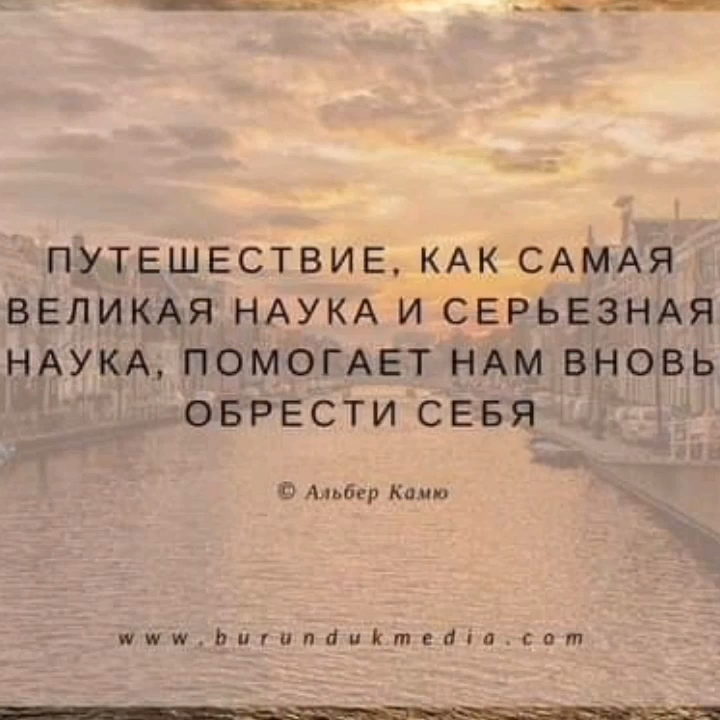 ПУТЕШЕСТВИЕ, КАК САМАЯ
ВЕЛИКАЯ НАУКА И СЕРЬЕЗНАЯ
НАУКА, ПОМОГАЕТ НАМ ВНОВЬ
ОБРЕСТИ СЕБЯ
© Альбер Камю
www.burundukmedia.com